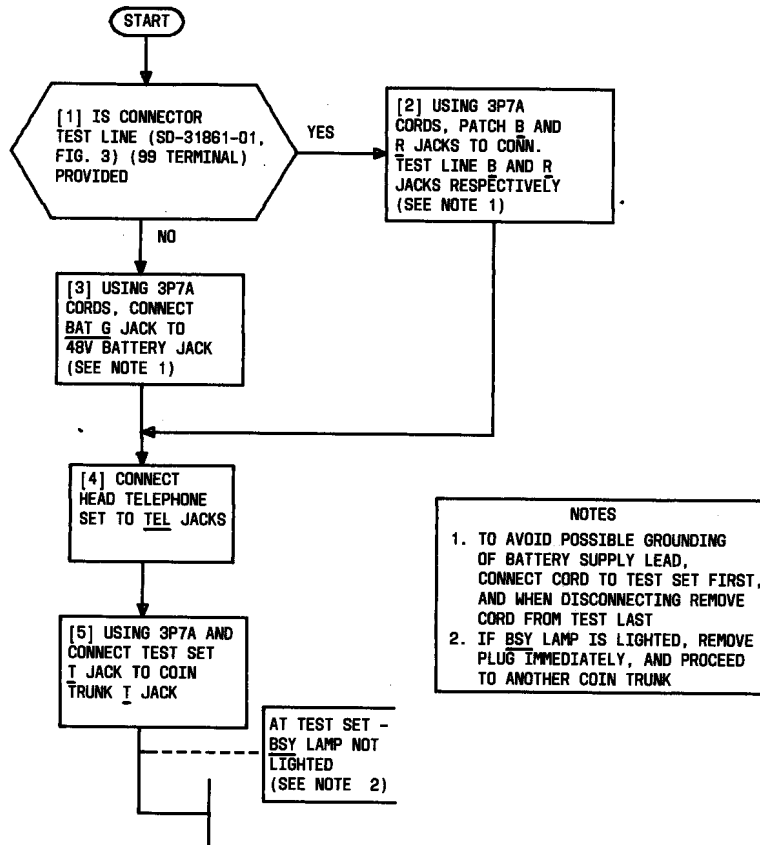 START
[1] IS CONNECTOR
TEST LINE (SD-31861-01,
FIG. 3) (99 TERMINAL)
PROVIDED
YES
[2] USING 3P7A
CORDS, PATCH B AND
R JACKS TO CONN.
TEST LINE B AND R
JACKS RESPECTIVELY
(SEE NOTE 1)
NO
[3] USING 3P7A
CORDS, CONNECT
BAT G JACK TO
48V BATTERY JACK
(SEE NOTE 1)
[4] CONNECT
HEAD TELEPHONE
SET TO TEL JACKS
[5] USING 3P7A AND
CONNECT TEST SET
T JACK TO COIN
TRUNK T JACK
AT TEST SET -
BSY LAMP NOT
LIGHTED
(SEE NOTE 2)
NOTES
1. TO AVOID POSSIBLE GROUNDING
OF BATTERY SUPPLY LEAD,
CONNECT CORD TO TEST SET FIRST,
AND WHEN DISCONNECTING REMOVE
CORD FROM TEST LAST
2. IF BSY LAMP IS LIGHTED, REMOVE
PLUG IMMEDIATELY, AND PROCEED
TO ANOTHER COIN TRUNK